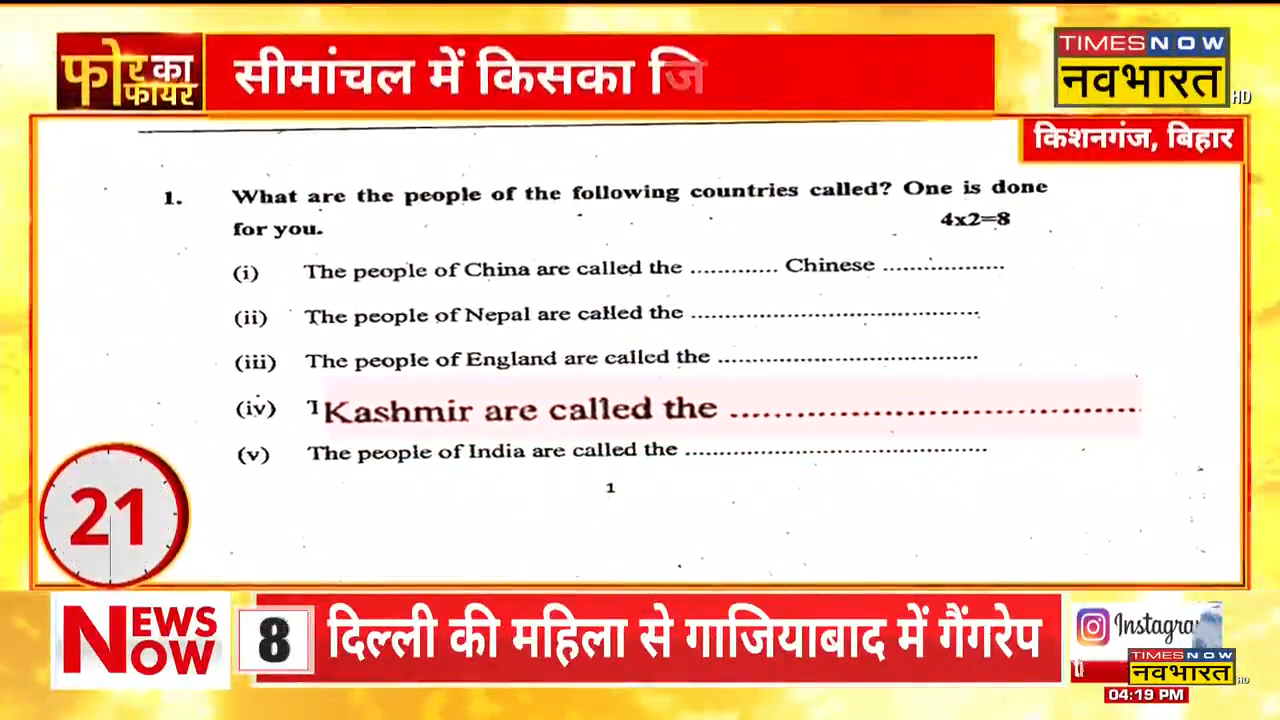 फोर का फायर
सीमांचल में किसका जि
TIMES NOW
नवभारत
HD
किशनगंज, बिहार
1. What are the people of the following countries called? One is done
for you. 4x2=8
(i) The people of China are called the ............ Chinese .................
(ii) The people of Nepal are called the ........................................
(iii) The people of England are called the ....................................
(iv) Kashmir are called the ........................................
(v) The people of India are called the ..........................................
1
21
NEWS
NOW
8 दिल्ली की महिला से गाजियाबाद में गैंगरेप
TIMES NOW
नवभारत
HD
04:19 PM